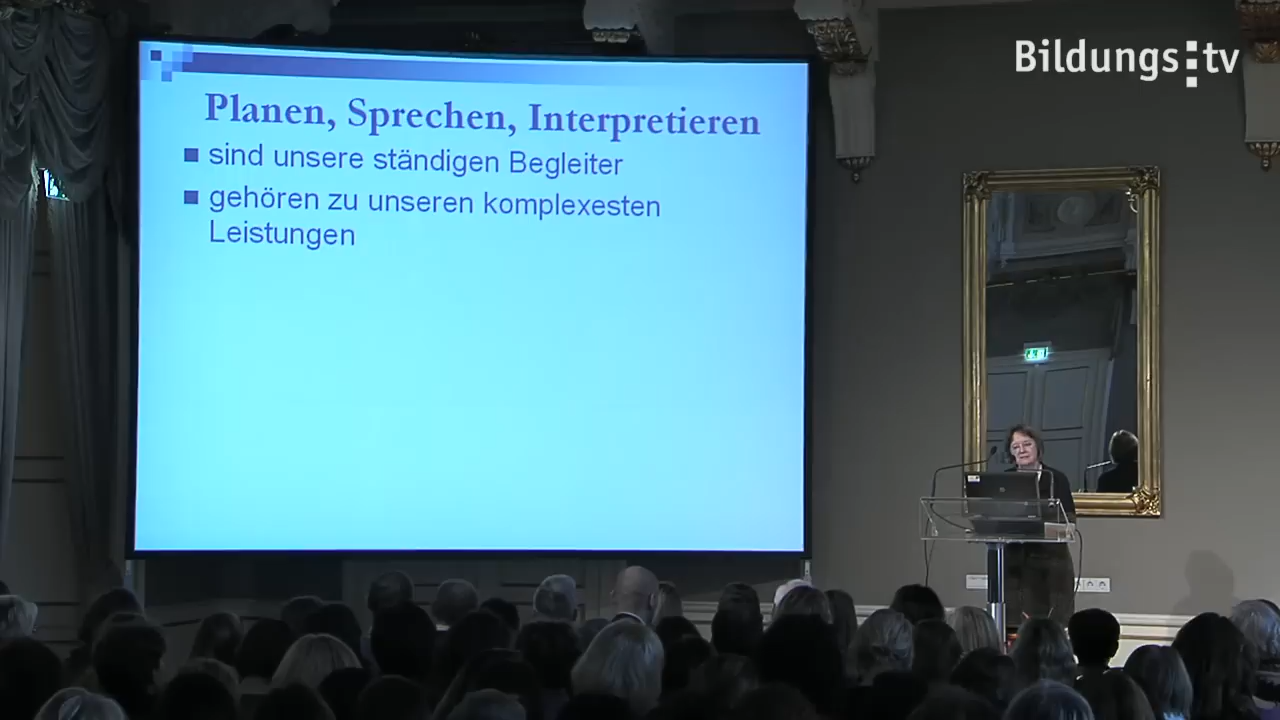 Bildungs:tv
Planen, Sprechen, Interpretieren
sind unsere ständigen Begleiter
gehören zu unseren komplexesten
Leistungen